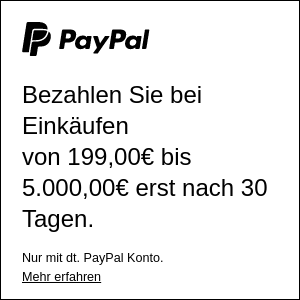 PayPal
Bezahlen Sie bei
Einkäufen
von 199,00€ bis
5.000,00€ erst nach 30
Tagen.
Nur mit dt. PayPal Konto.
Mehr erfahren